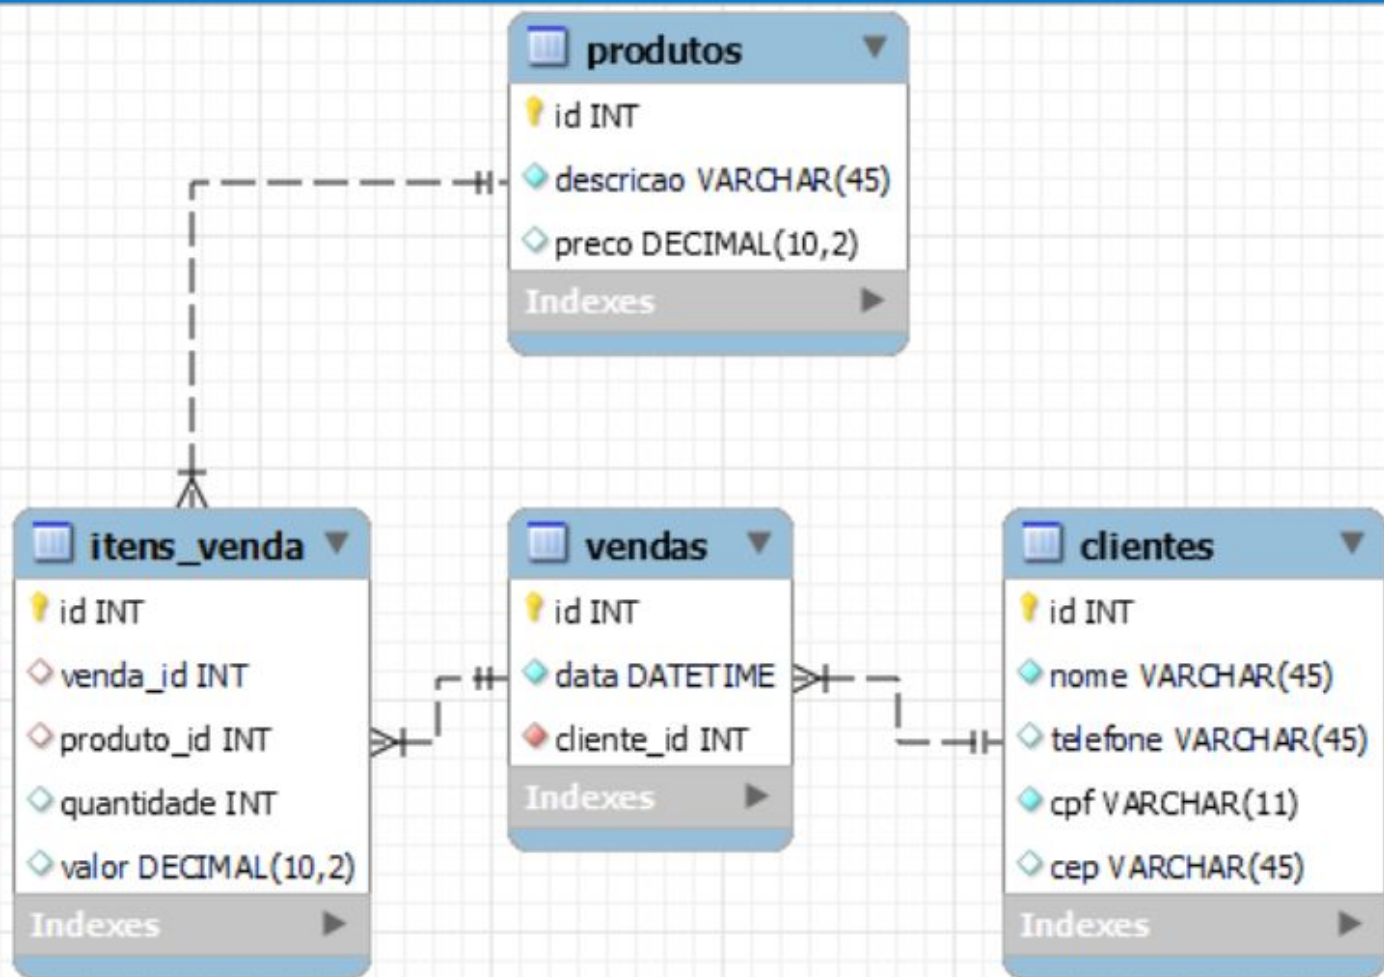 produtos
id INT
descricao VARCHAR(45)
preco DECIMAL(10,2)
Indexes
itens_venda
id INT
venda_id INT
produto_id INT
quantidade INT
valor DECIMAL(10,2)
Indexes
vendas
id INT
data DATETIME
cliente_id INT
Indexes
clientes
id INT
nome VARCHAR(45)
telefone VARCHAR(45)
cpf VARCHAR(11)
cep VARCHAR(45)
Indexes